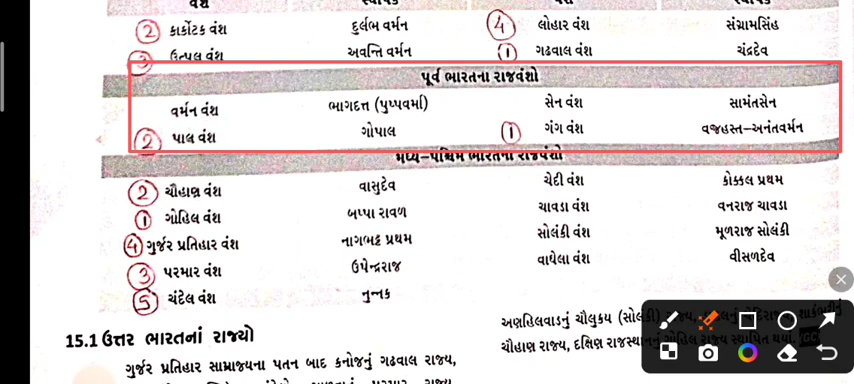 વંશ સ્થાપક વંશ
② કાર્કોટક વંશ દુર્લભ વર્મન ④ લોહાર વંશ સંગ્રામસિંહ
③ ઉત્પલ વંશ અવન્તિ વર્મન ① ગઢવાલ વંશ ચંદ્રદેવ
પૂર્વ ભારતના રાજવંશો
વર્મન વંશ ભાગદત્ત (પુષ્પવર્મા) સેન વંશ સામંતસેન
② પાલ વંશ ગોપાલ ① ગંગ વંશ વજ્રહસ્ત-અનંતવર્મન
મધ્ય-પશ્ચિમ ભારતના રાજવંશો
② ચૌહાણ વંશ વાસુદેવ ચેદી વંશ કોક્કલ પ્રથમ
① ગોહિલ વંશ બપ્પા રાવળ ચાવડા વંશ વનરાજ ચાવડા
④ ગુર્જર પ્રતિહાર વંશ નાગભટ્ટ પ્રથમ સોલંકી વંશ મૂળરાજ સોલંકી
③ પરમાર વંશ ઉપેન્દ્રરાજ વાઘેલા વંશ વીસળદેવ
⑤ ચંદેલ વંશ નુન્નક
15.1 ઉત્તર ભારતનાં રાજ્યો
ગુર્જર પ્રતિહાર સામ્રાજ્યના પતન બાદ કનોજનું ગઢવાલ રાજ્ય,
અણહિલવાડનું ચૌલુક્ય (સોલંકી) રાજ્ય,
ચૌહાણ રાજ્ય, દક્ષિણ રાજસ્થાનનું ગોહિલ રાજ્ય સ્થાપિત થયાં.